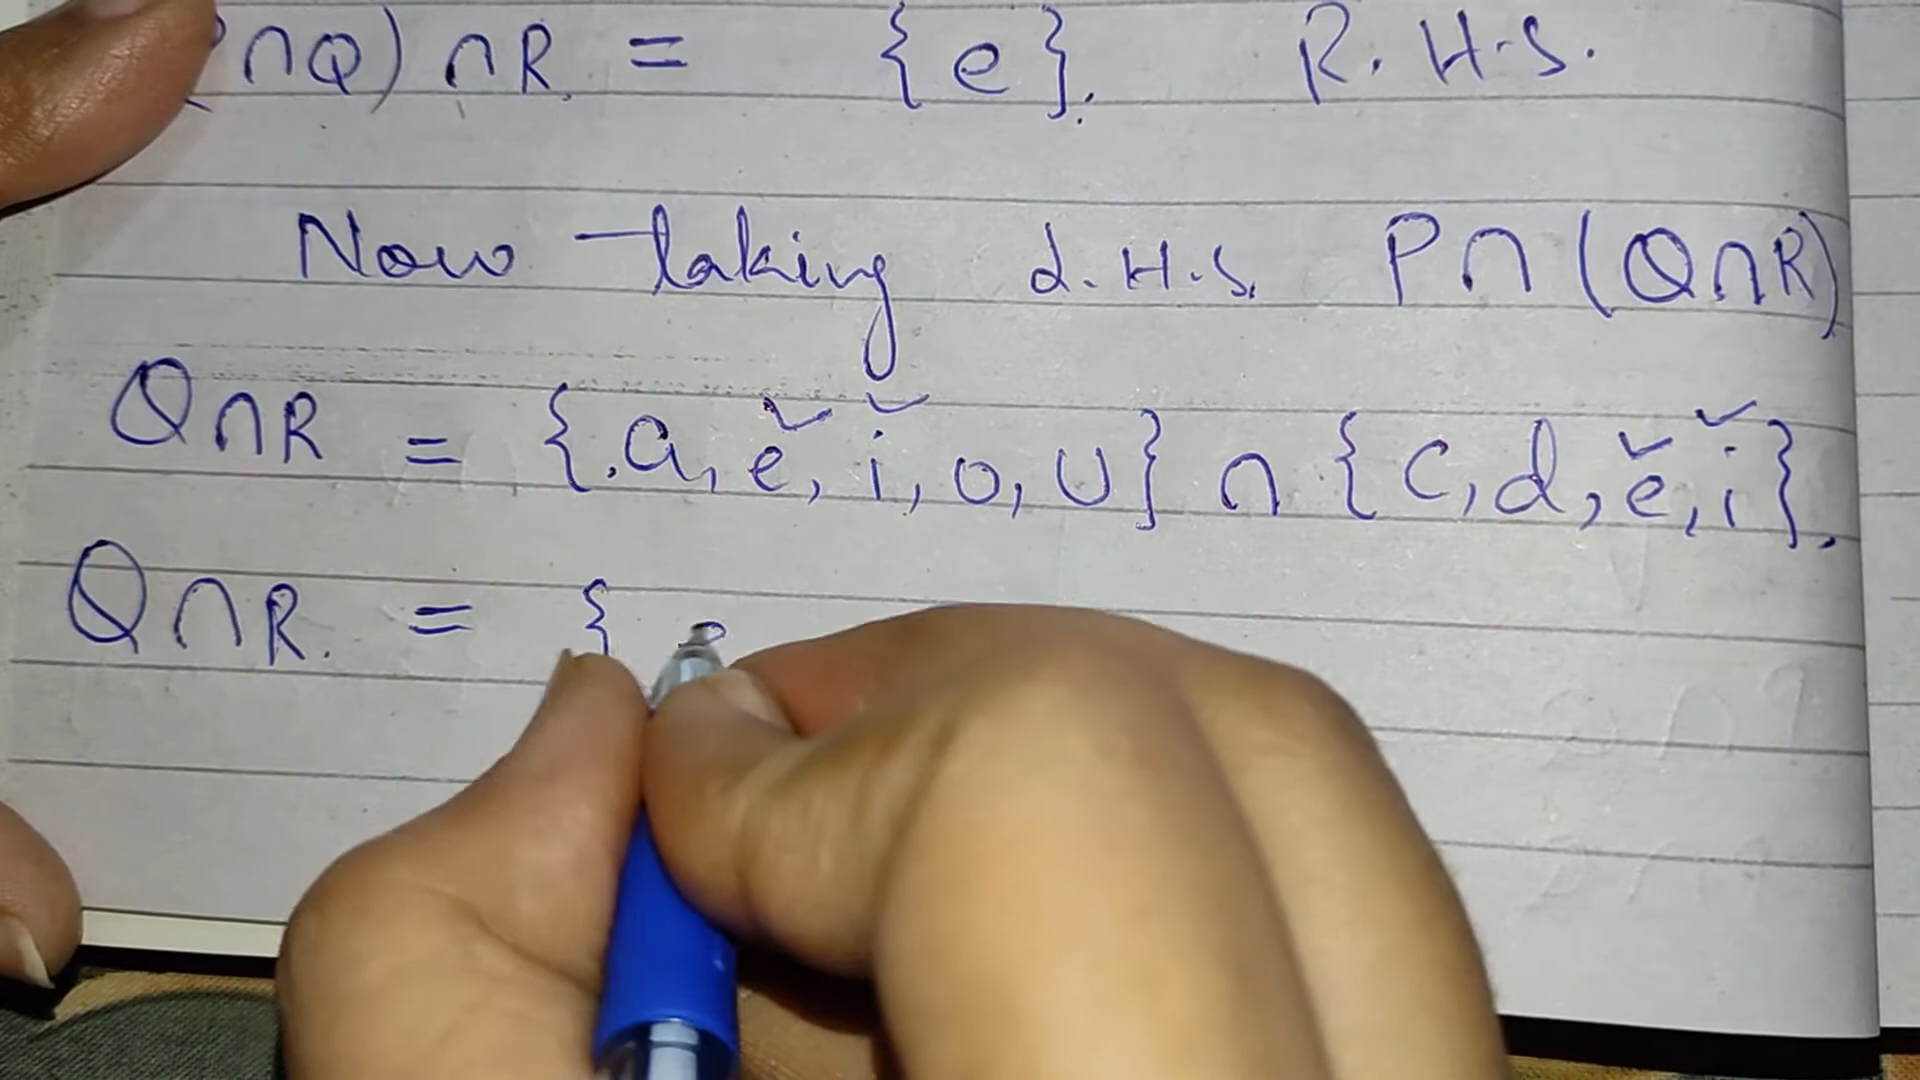 ∩Q) ∩R = {e}. R.H.S.
Now taking L.H.S. P∩(Q∩R)
Q∩R = {a, e, i, o, u} ∩ {c, d, e, i}.
Q∩R. = {